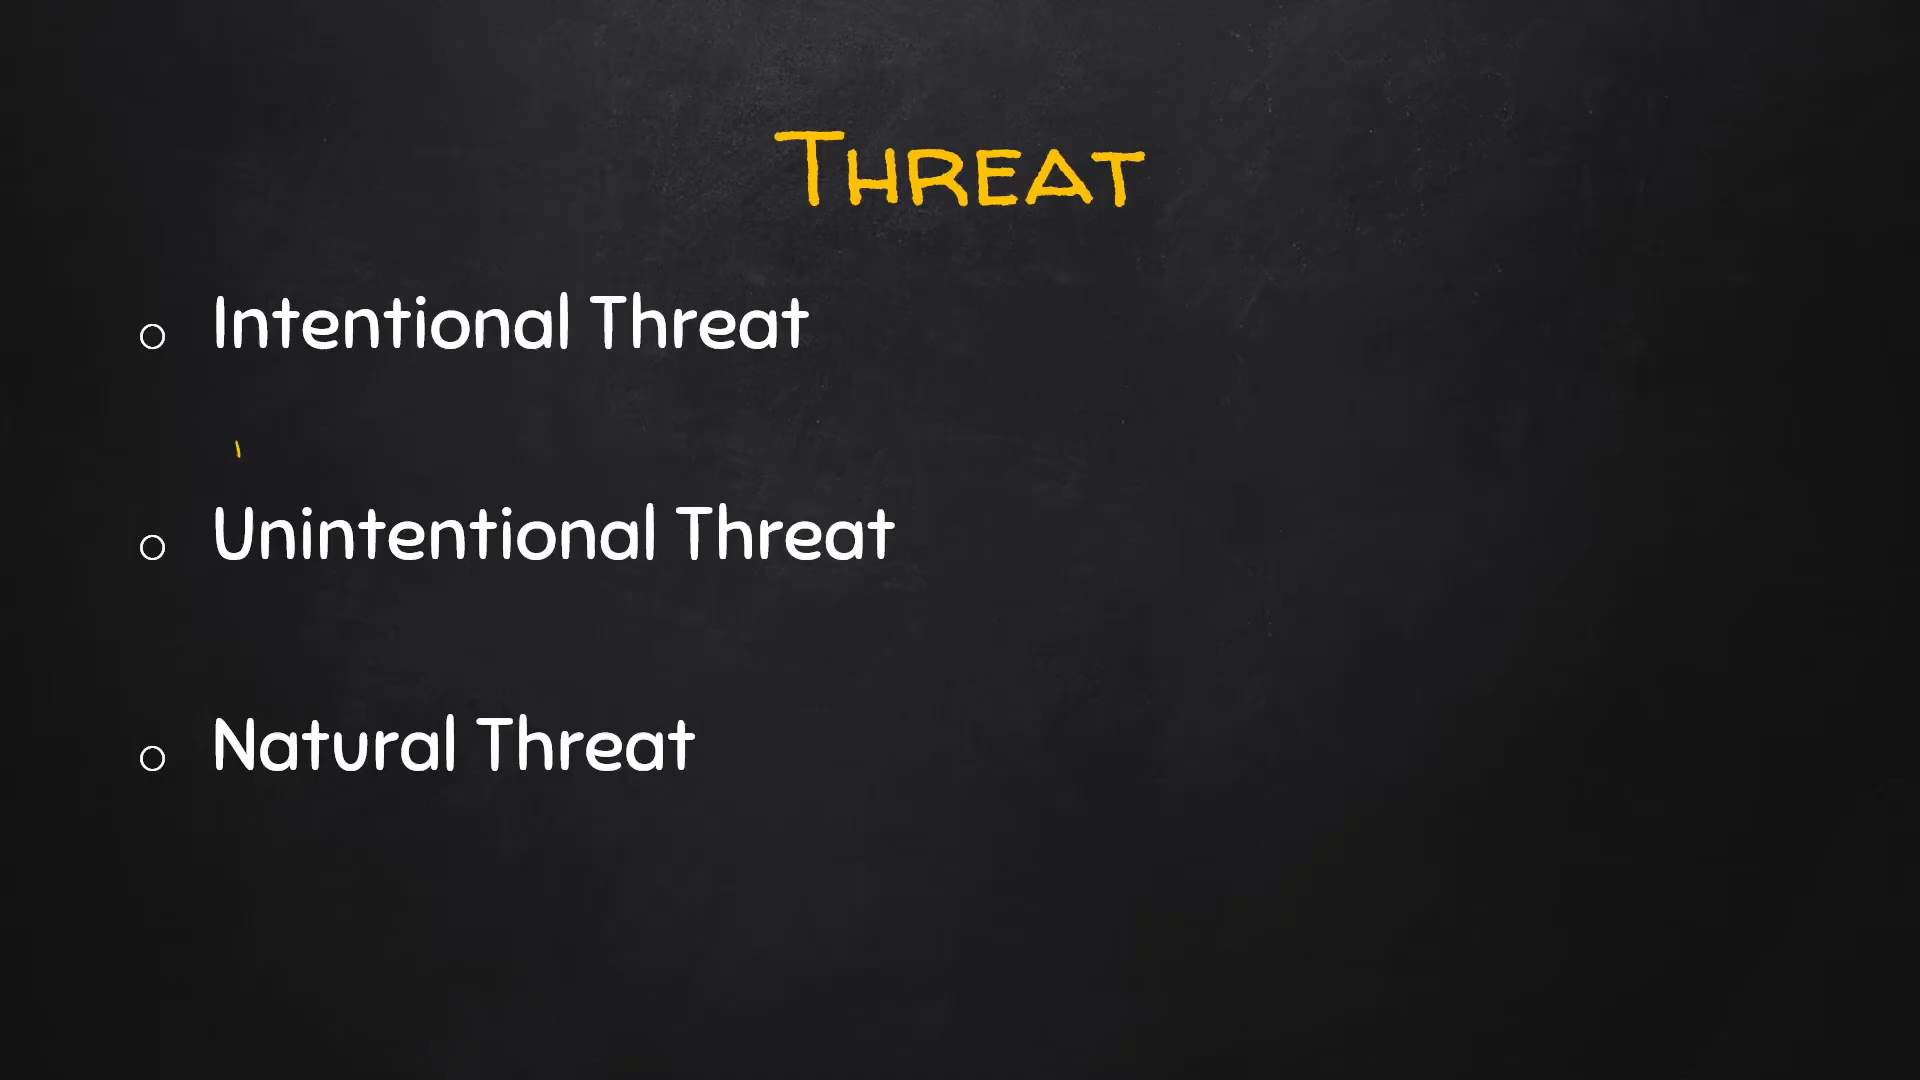 THREAT
Intentional Threat
Unintentional Threat
Natural Threat